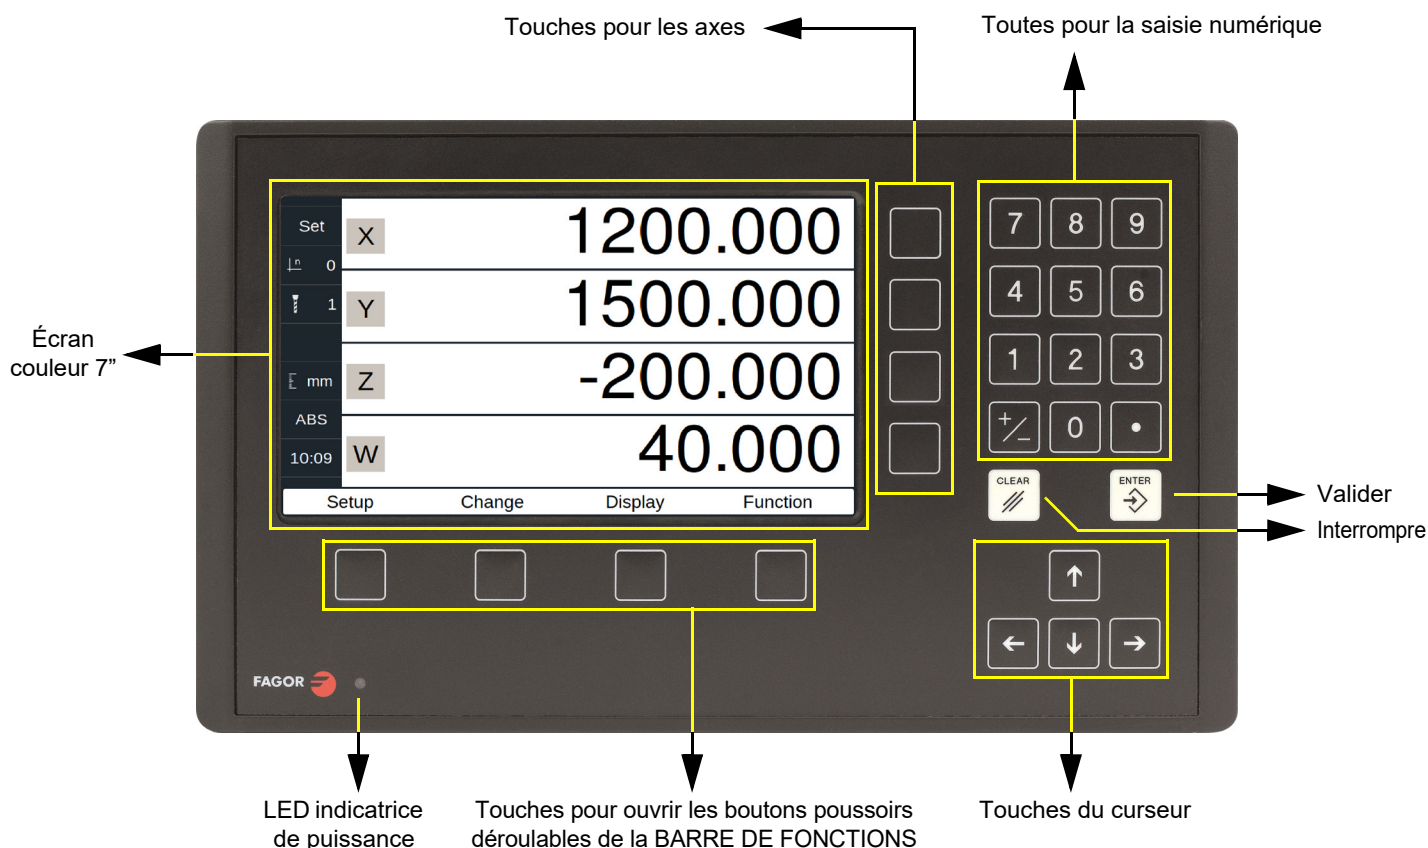 Touches pour les axes
Toutes pour la saisie numérique
Écran
couleur 7”
Set
n 0
1
mm
ABS
10:09
X 1200.000
Y 1500.000
Z -200.000
W 40.000
Setup Change Display Function
7 8 9
4 5 6
1 2 3
+/- 0 •
CLEAR
ENTER
Valider
Interrompre
FAGOR
LED indicatrice
de puissance
Touches pour ouvrir les boutons poussoirs
déroulables de la BARRE DE FONCTIONS
Touches du curseur